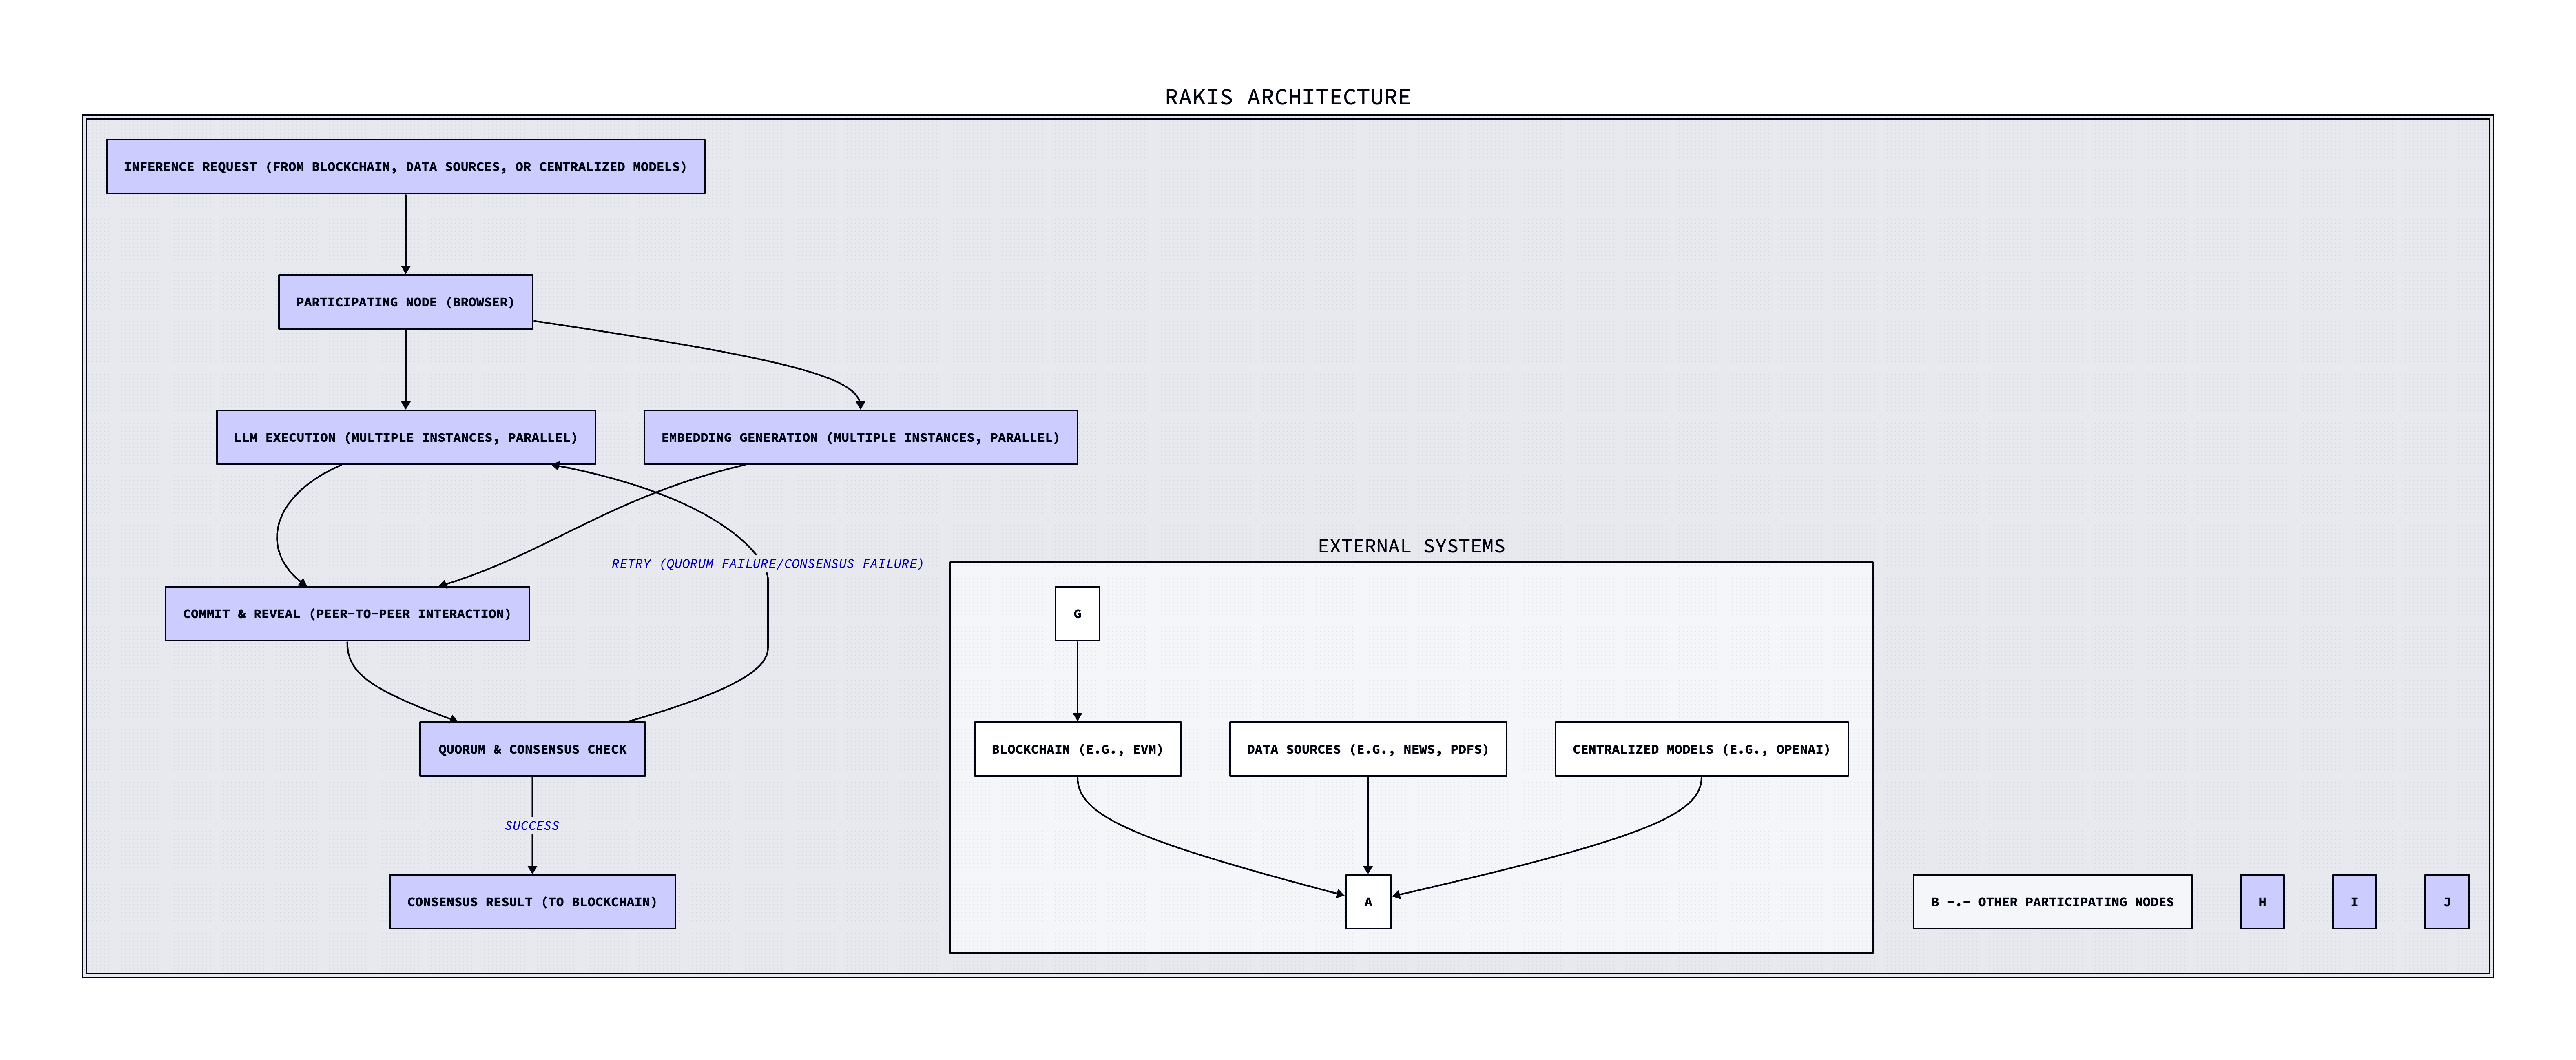 RAKIS ARCHITECTURE
INFERENCE REQUEST (FROM BLOCKCHAIN, DATA SOURCES, OR CENTRALIZED MODELS)
PARTICIPATING NODE (BROWSER)
LLM EXECUTION (MULTIPLE INSTANCES, PARALLEL)
EMBEDDING GENERATION (MULTIPLE INSTANCES, PARALLEL)
RETRY (QUORUM FAILURE/CONSENSUS FAILURE)
COMMIT & REVEAL (PEER-TO-PEER INTERACTION)
QUORUM & CONSENSUS CHECK
SUCCESS
CONSENSUS RESULT (TO BLOCKCHAIN)
EXTERNAL SYSTEMS
G
BLOCKCHAIN (E.G., EVM)
DATA SOURCES (E.G., NEWS, PDFS)
CENTRALIZED MODELS (E.G., OPENAI)
A
B -.- OTHER PARTICIPATING NODES
H
I
J